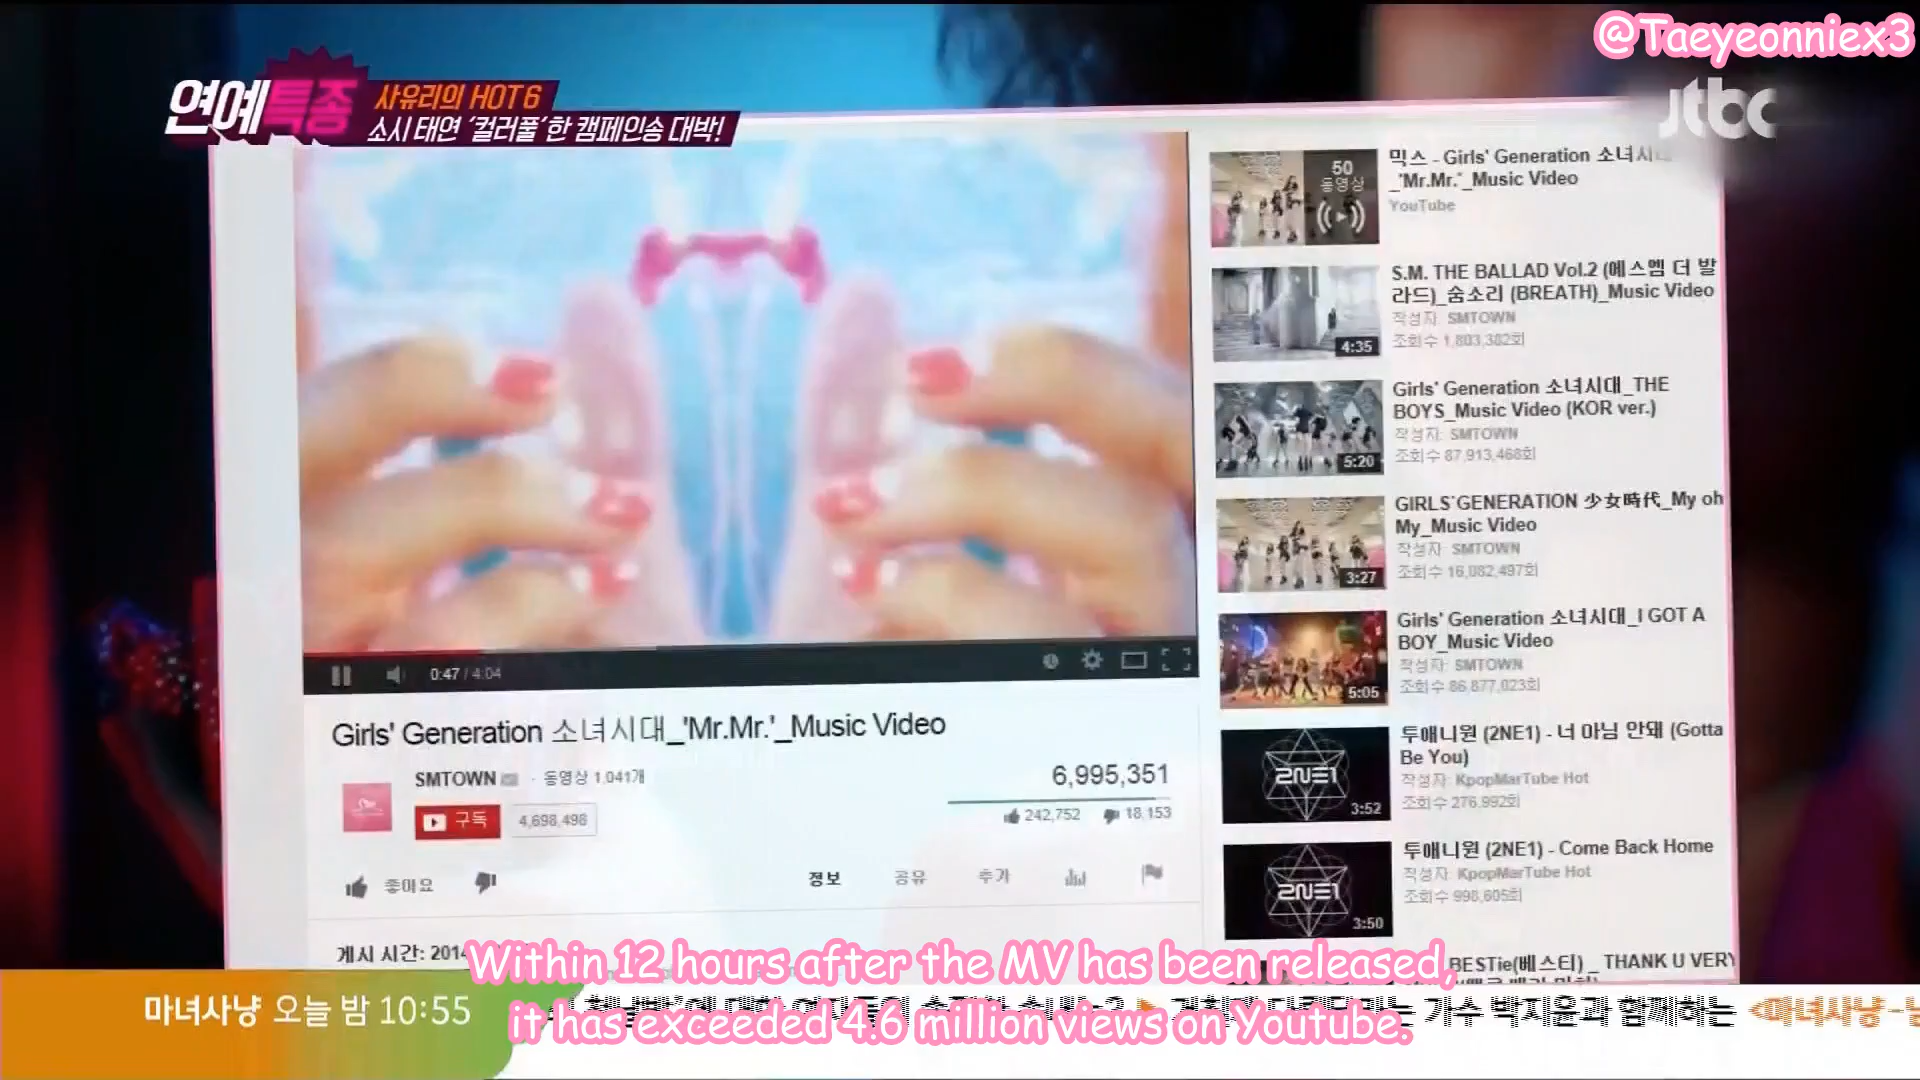 @Taeyeonniex3
연예특종
사유리의 HOT 6
소시 태연 '컬러풀'한 캠페인송 대박!
jtbc
50
동영상
믹스 - Girls' Generation 소녀시대
_'Mr.Mr.'_Music Video
YouTube
S.M. THE BALLAD Vol.2 (에스엠 더 발
라드)_숨소리 (BREATH)_Music Video
작성자: SMTOWN
조회수 1,803,302회
4:35
Girls' Generation 소녀시대_THE
BOYS_Music Video (KOR ver.)
작성자: SMTOWN
조회수 87,913,468회
5:20
GIRLS`GENERATION 少女時代_My oh
My_Music Video
작성자: SMTOWN
조회수 16,082,497회
3:27
Girls' Generation 소녀시대_I GOT A
BOY_Music Video
작성자: SMTOWN
조회수 86,877,023회
5:05
투애니원 (2NE1) - 너 아님 안돼 (Gotta
Be You)
작성자: KpopMarTube Hot
조회수 276,992회
2NE1
3:52
투애니원 (2NE1) - Come Back Home
작성자: KpopMarTube Hot
조회수 998,605회
2NE1
3:50
BESTie(베스티) _ THANK U VERY
0:47 / 4:04
Girls' Generation 소녀시대_'Mr.Mr.'_Music Video
SMTOWN · 동영상 1,041개
구독 4,698,498
6,995,351
242,752 18,153
좋아요
정보 공유 추가
게시 시간: 2014
Within 12 hours after the MV has been released,
it has exceeded 4.6 million views on Youtube.
마녀사냥 오늘 밤 10:55
가수 박지윤과 함께하는 <마녀사냥